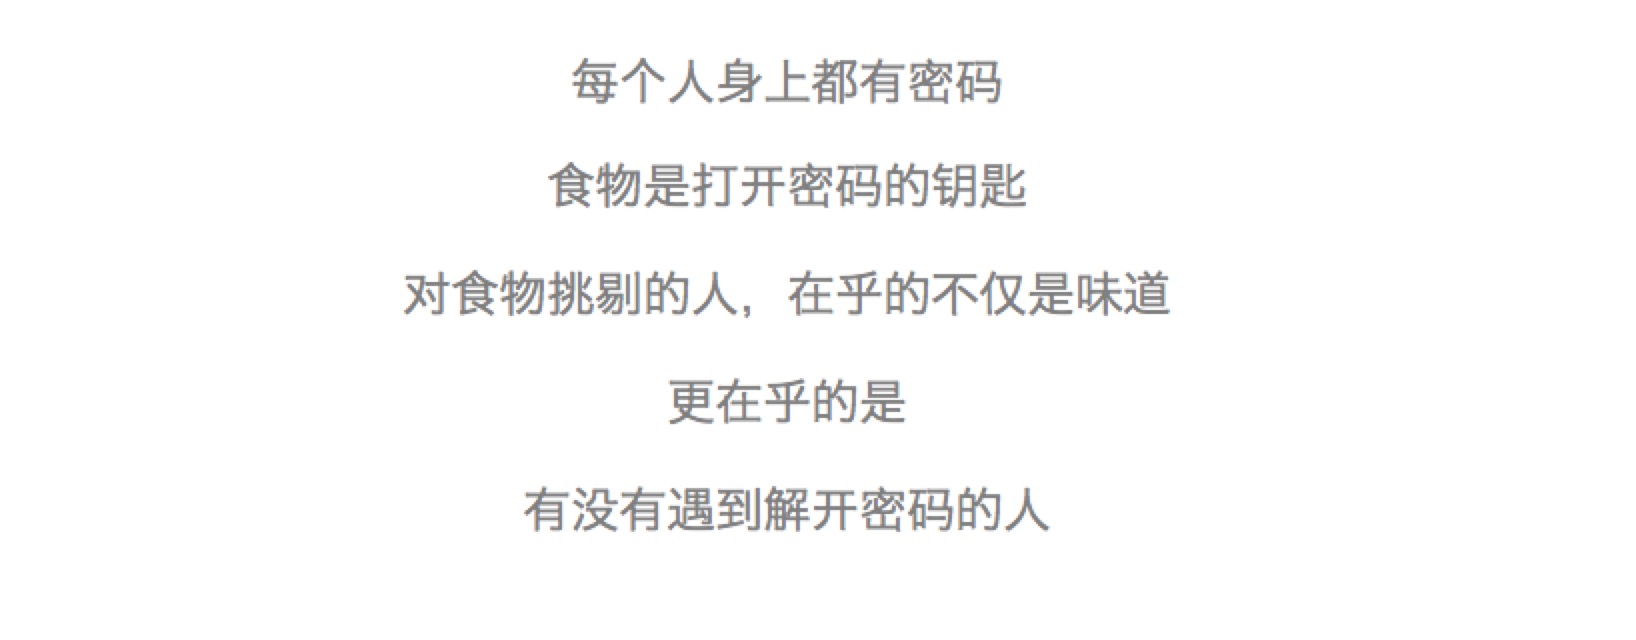 每个人身上都有密码
食物是打开密码的钥匙
对食物挑剔的人，在乎的不仅是味道
更在乎的是
有没有遇到解开密码的人